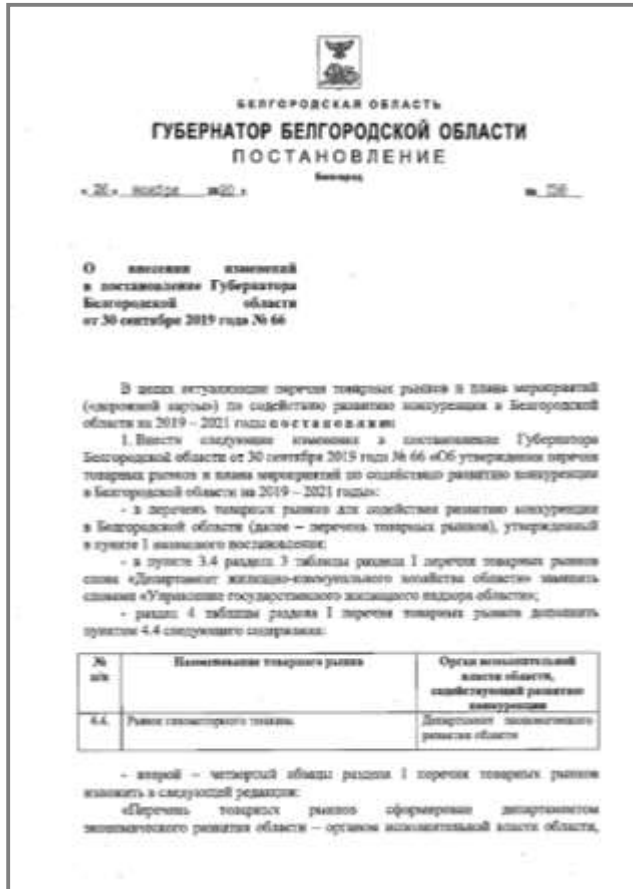 БЕЛГОРОДСКАЯ ОБЛАСТЬ
ГУБЕРНАТОР БЕЛГОРОДСКОЙ ОБЛАСТИ
ПОСТАНОВЛЕНИЕ
Белгород
« 26 » ноября 2020 г.
№
О внесении изменений
в постановление Губернатора
Белгородской области
от 30 сентября 2019 года № 66
В целях актуализации перечня товарных рынков и плана мероприятий
(«дорожной карты») по содействию развитию конкуренции в Белгородской
области на 2019 – 2021 годы постановляю:
1. Внести следующие изменения в постановление Губернатора
Белгородской области от 30 сентября 2019 года № 66 «Об утверждении перечня
товарных рынков и плана мероприятий по содействию развитию конкуренции
в Белгородской области на 2019 – 2021 годы»:
- в перечень товарных рынков для содействия развитию конкуренции
в Белгородской области (далее – перечень товарных рынков), утвержденный
в пункте 1 названного постановления:
- в пункте 3.4 раздела 3 таблицы раздела I перечня товарных рынков
слова «Департамент жилищно-коммунального хозяйства области» заменить
словами «Управление государственного жилищного надзора области»;
- раздел 4 таблицы раздела I перечня товарных рынков дополнить
пунктом 4.4 следующего содержания:
№
п/п
Наименование товарного рынка
Орган исполнительной
власти области,
содействующий развитию
конкуренции
4.4.
Рынок газомоторного топлива
Департамент экономического
развития области
- второй – четвертый абзацы раздела I перечня товарных рынков
изложить в следующей редакции:
«Перечень товарных рынков сформирован департаментом
экономического развития области – органом исполнительной власти области,